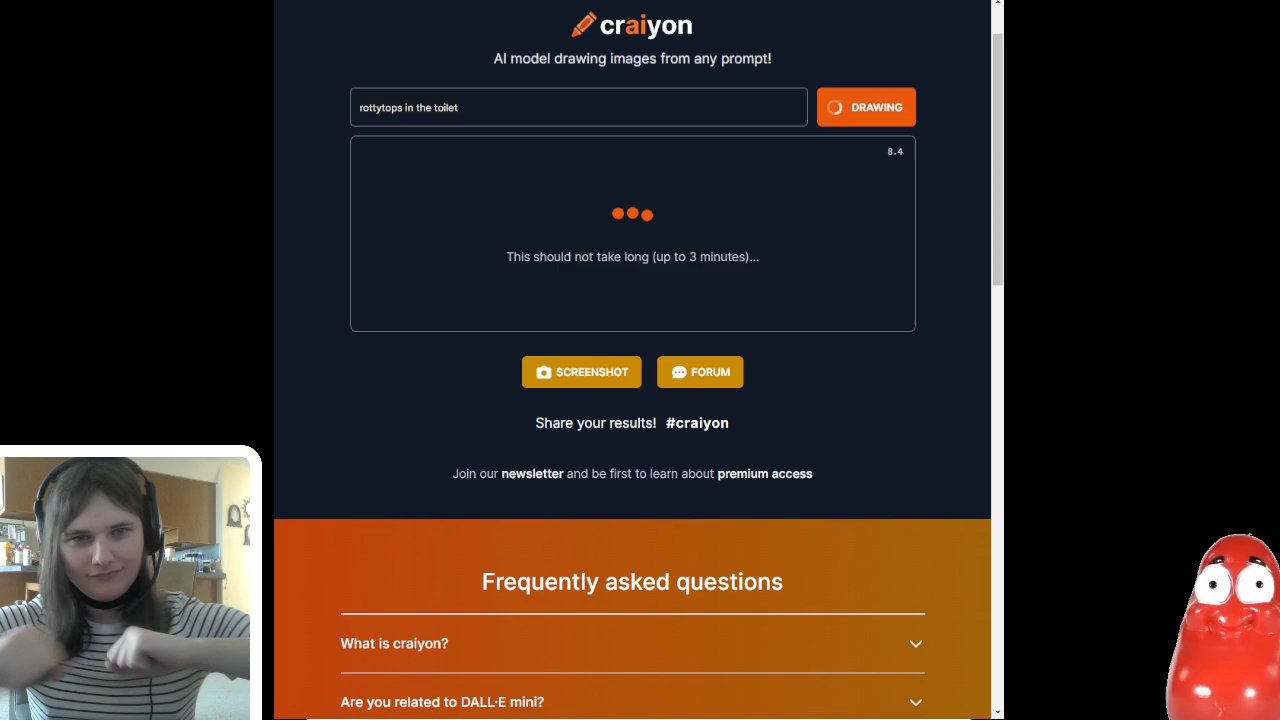 craiyon
AI model drawing images from any prompt!
rottytops in the toilet
DRAWING
8.4
This should not take long (up to 3 minutes)...
SCREENSHOT
FORUM
Share your results! #craiyon
Join our newsletter and be first to learn about premium access
Frequently asked questions
What is craiyon?
Are you related to DALL·E mini?